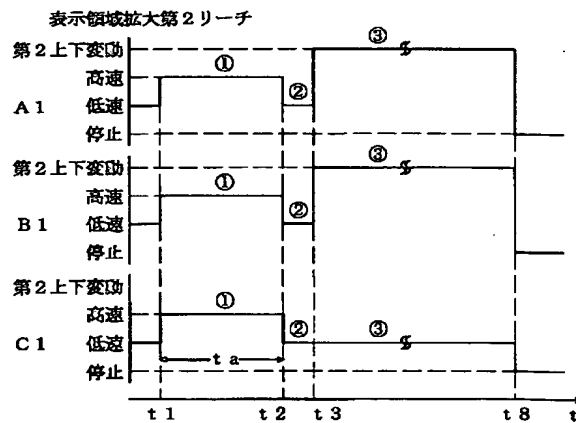 表示領域拡大第2リーチ
第2上下変動
高速
A1
低速
停止
① ② ③
第2上下変動
高速
B1
低速
停止
① ② ③
第2上下変動
高速
C1
低速
停止
① ② ③
ta
t1 t2 t3 t8 t